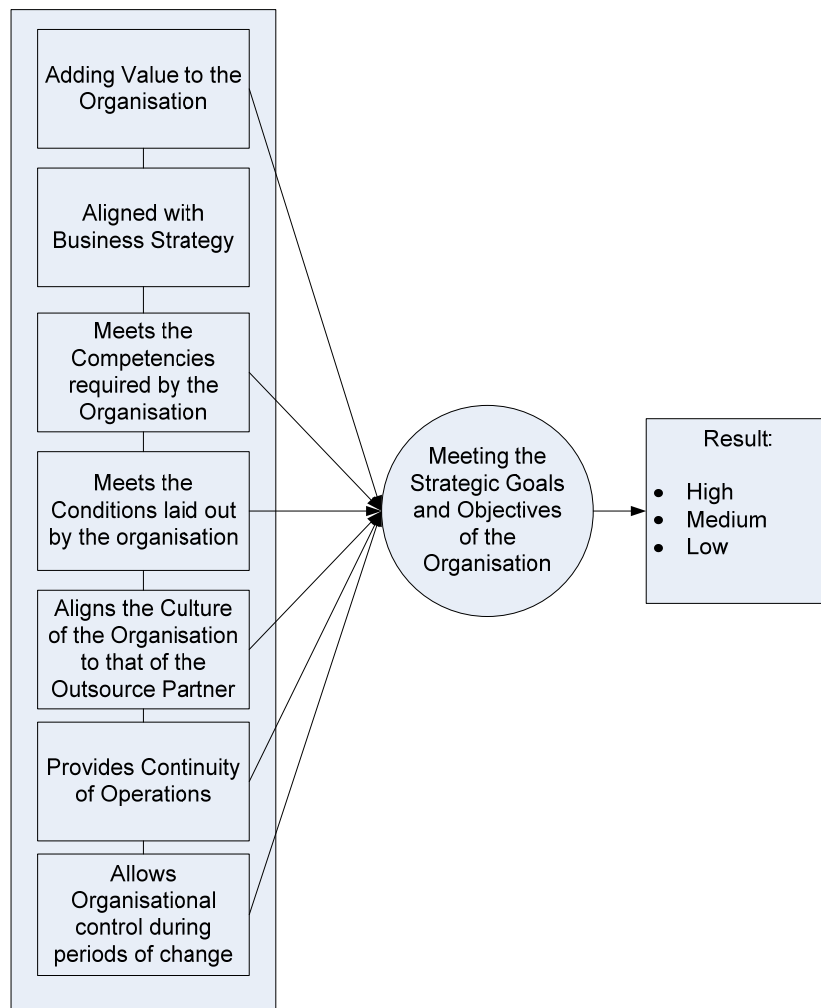 Adding Value to the
Organisation
Aligned with
Business Strategy
Meets the
Competencies
required by the
Organisation
Meets the
Conditions laid out
by the organisation
Aligns the Culture
of the Organisation
to that of the
Outsource Partner
Provides Continuity
of Operations
Allows
Organisational
control during
periods of change
Meeting the
Strategic Goals
and Objectives
of the
Organisation
Result:
• High
• Medium
• Low